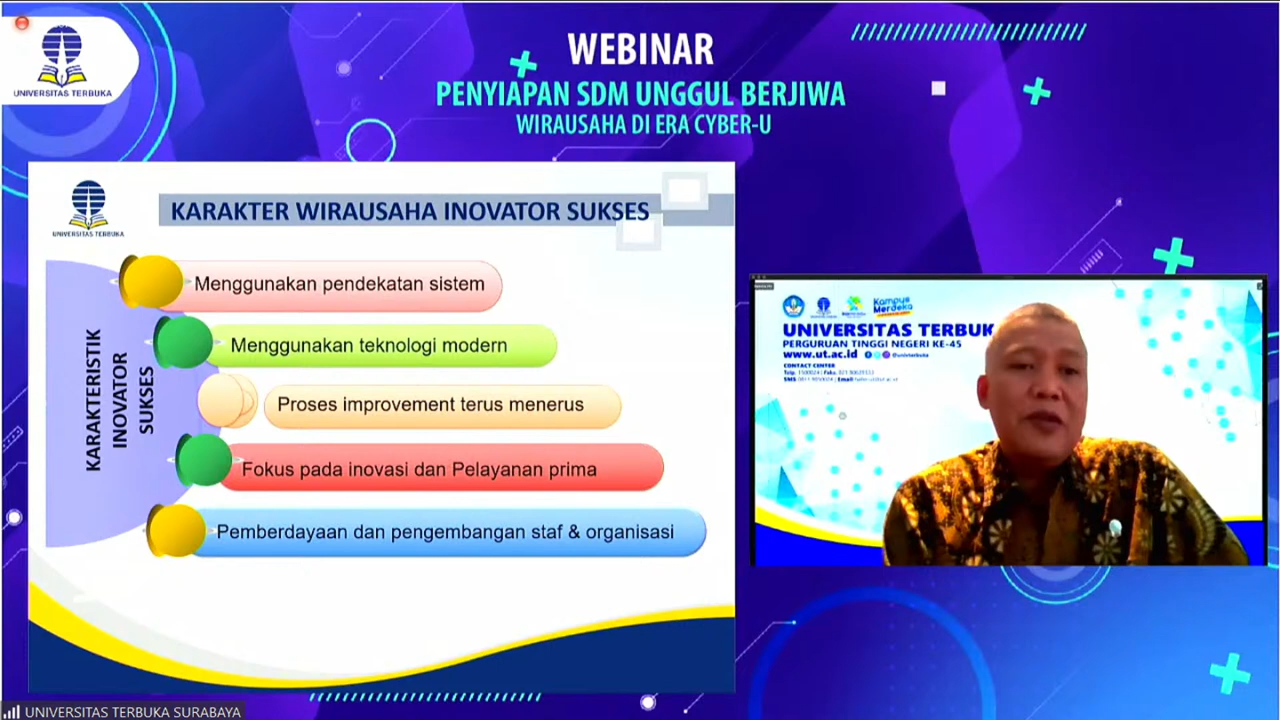 UNIVERSITAS TERBUKA
WEBINAR
PENYIAPAN SDM UNGGUL BERJIWA
WIRAUSAHA DI ERA CYBER-U
UNIVERSITAS TERBUKA
KARAKTER WIRAUSAHA INOVATOR SUKSES
KARAKTERISTIK
INOVATOR
SUKSES
Menggunakan pendekatan sistem
Menggunakan teknologi modern
Proses improvement terus menerus
Fokus pada inovasi dan Pelayanan prima
Pemberdayaan dan pengembangan staf & organisasi
Kampus
Merdeka
UNIVERSITAS TERBUK
PERGURUAN TINGGI NEGERI KE-45
www.ut.ac.id
CONTACT CENTER
UNIVERSITAS TERBUKA SURABAYA